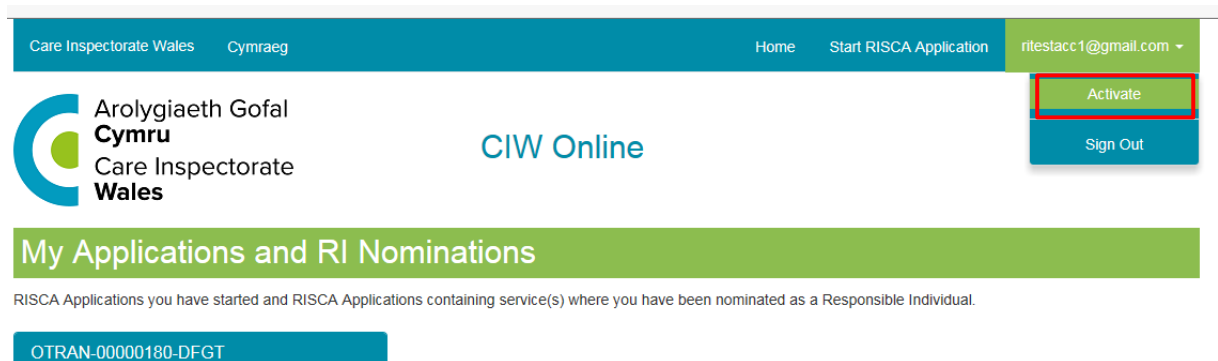 Care Inspectorate Wales Cymraeg Home Start RISCA Application ritestacc1@gmail.com
Activate
Sign Out
Arolygiaeth Gofal
Cymru
Care Inspectorate
Wales
CIW Online
My Applications and RI Nominations
RISCA Applications you have started and RISCA Applications containing service(s) where you have been nominated as a Responsible Individual.
OTRAN-00000180-DFGT